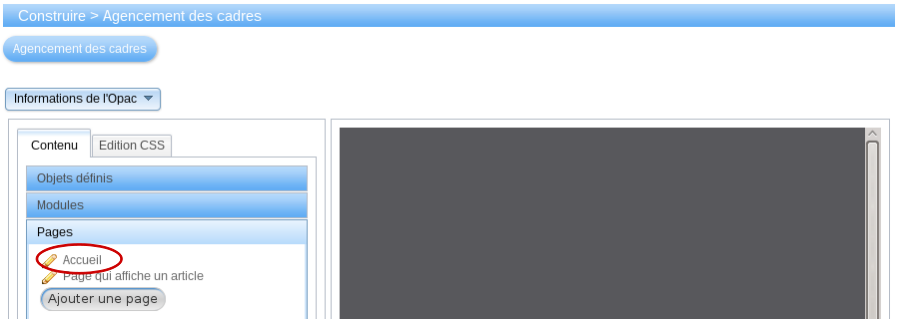 Construire > Agencement des cadres
Agencement des cadres
Informations de l'Opac
Contenu
Edition CSS
Objets définis
Modules
Pages
Accueil
Page qui affiche un article
Ajouter une page